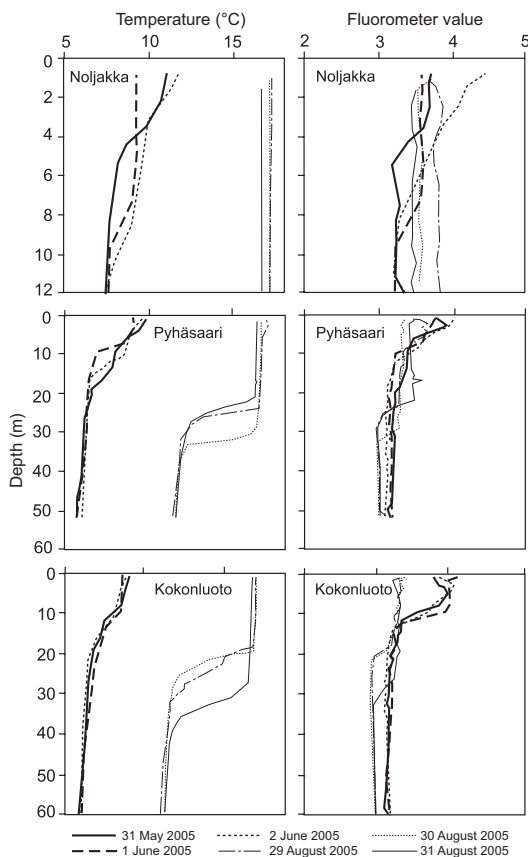 Temperature (°C) Fluorometer value
5 10 15 2 3 4 5
Noljakka Noljakka
0
2
4
6
8
10
12
Pyhäsaari Pyhäsaari
0
10
20
30
40
50
60
Depth (m)
Kokonluoto Kokonluoto
0
10
20
30
40
50
60
31 May 2005 2 June 2005 30 August 2005
1 June 2005 29 August 2005 31 August 2005